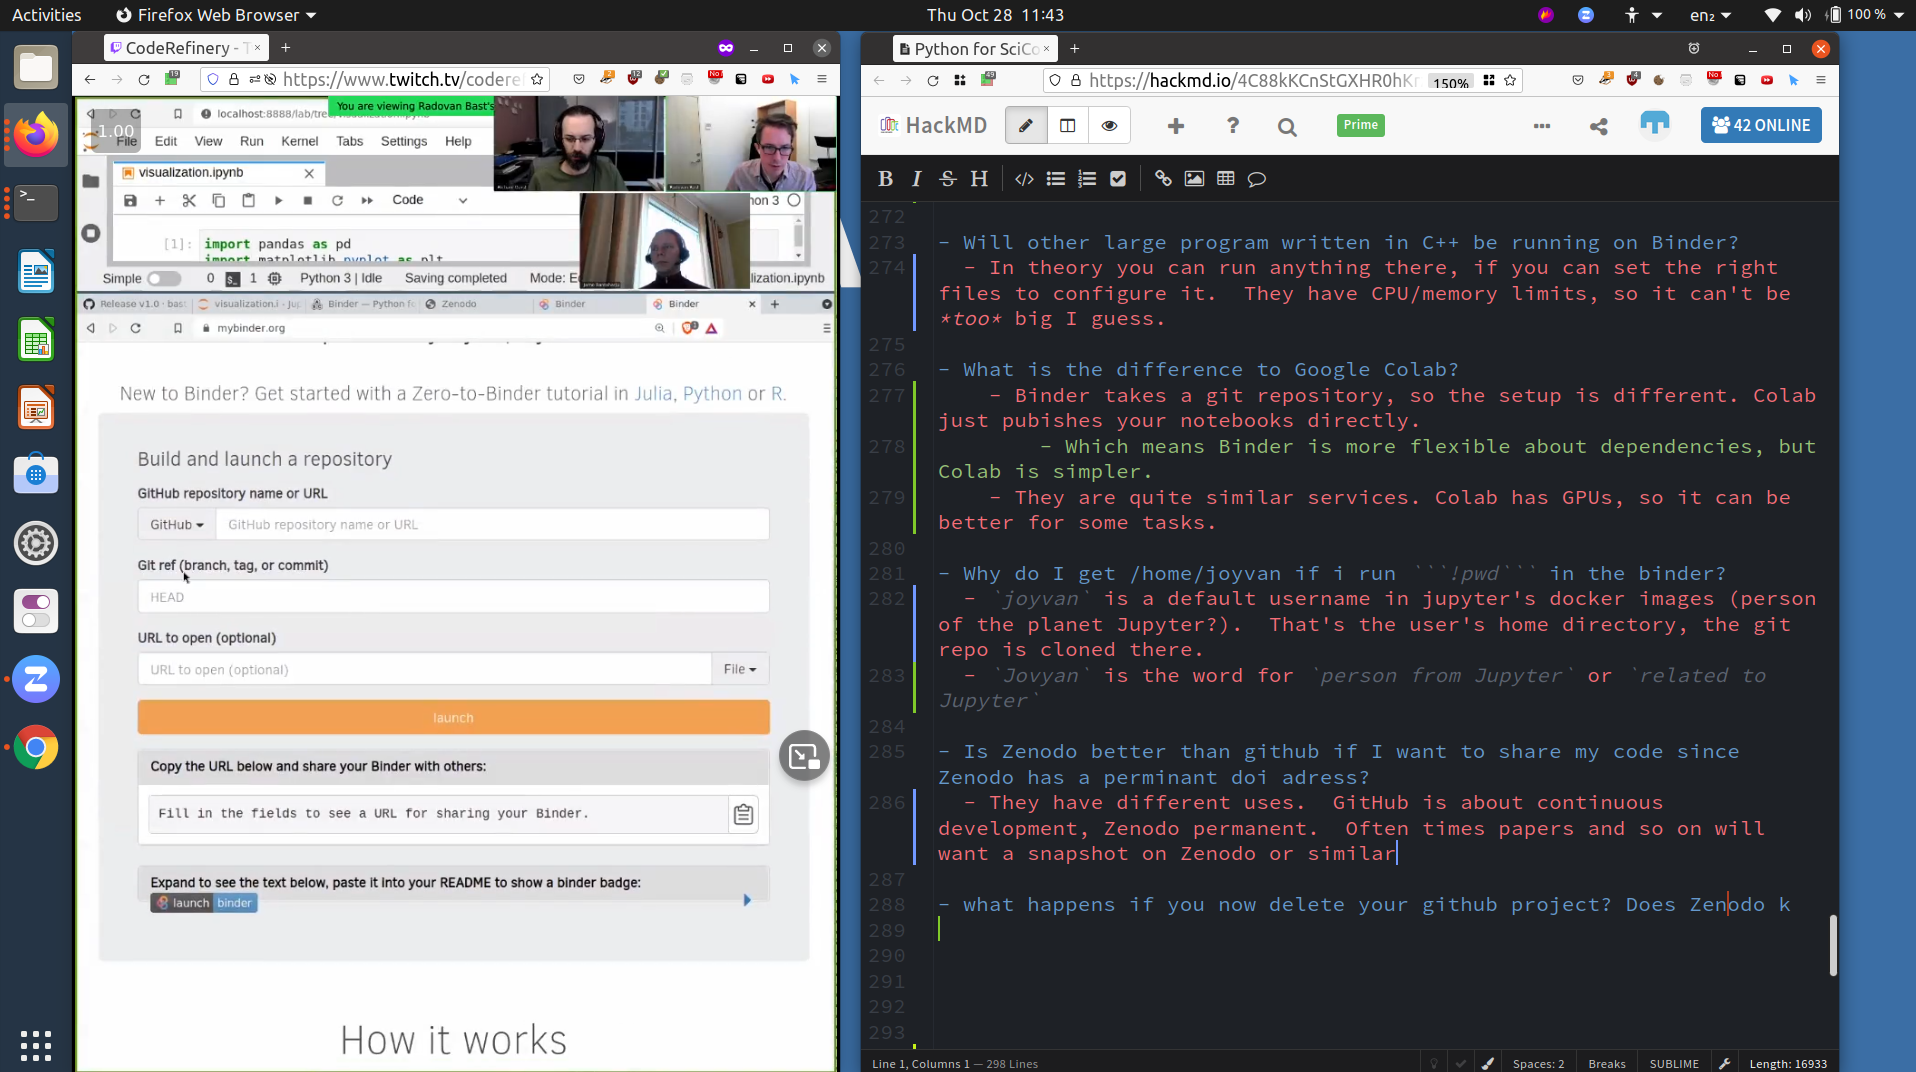 Activities
Firefox Web Browser
Thu Oct 28 11:43
en₂
100 %
CodeRefinery - T
https://www.twitch.tv/codere
1.00
localhost:8888/lab/tree/visualization.ipynb
You are viewing Radovan Bast's
File Edit View Run Kernel Tabs Settings Help
visualization.ipynb
Code
[1]: import pandas as pd
import matplotlib.pyplot as plt
Simple 0 1 Python 3 | Idle Saving completed
Release v1.0 · bast visualization.i - Ju Binder — Python fo Zenodo Binder Binder
mybinder.org
New to Binder? Get started with a Zero-to-Binder tutorial in Julia, Python or R.
Build and launch a repository
GitHub repository name or URL
GitHub
GitHub repository name or URL
Git ref (branch, tag, or commit)
HEAD
URL to open (optional)
URL to open (optional)
File
launch
Copy the URL below and share your Binder with others:
Fill in the fields to see a URL for sharing your Binder.
Expand to see the text below, paste it into your README to show a binder badge:
launch binder
How it works
Python for SciCo
https://hackmd.io/4C88kKCnStGXHR0hKr
150%
HackMD
Prime
42 ONLINE
272
273 - Will other large program written in C++ be running on Binder?
274 - In theory you can run anything there, if you can set the right
files to configure it. They have CPU/memory limits, so it can't be
*too* big I guess.
275
276 - What is the difference to Google Colab?
277 - Binder takes a git repository, so the setup is different. Colab
just pubishes your notebooks directly.
278 - Which means Binder is more flexible about dependencies, but
Colab is simpler.
279 - They are quite similar services. Colab has GPUs, so it can be
better for some tasks.
280
281 - Why do I get /home/joyvan if i run ```!pwd``` in the binder?
282 - `joyvan` is a default username in jupyter's docker images (person
of the planet Jupyter?). That's the user's home directory, the git
repo is cloned there.
283 - `Jovyan` is the word for `person from Jupyter` or `related to
Jupyter`
284
285 - Is Zenodo better than github if I want to share my code since
Zenodo has a perminant doi adress?
286 - They have different uses. GitHub is about continuous
development, Zenodo permanent. Often times papers and so on will
want a snapshot on Zenodo or similar
287
288 - what happens if you now delete your github project? Does Zenodo k
289
290
291
292
293
Line 1, Columns 1 — 298 Lines
Spaces: 2
Breaks
SUBLIME
Length: 16933